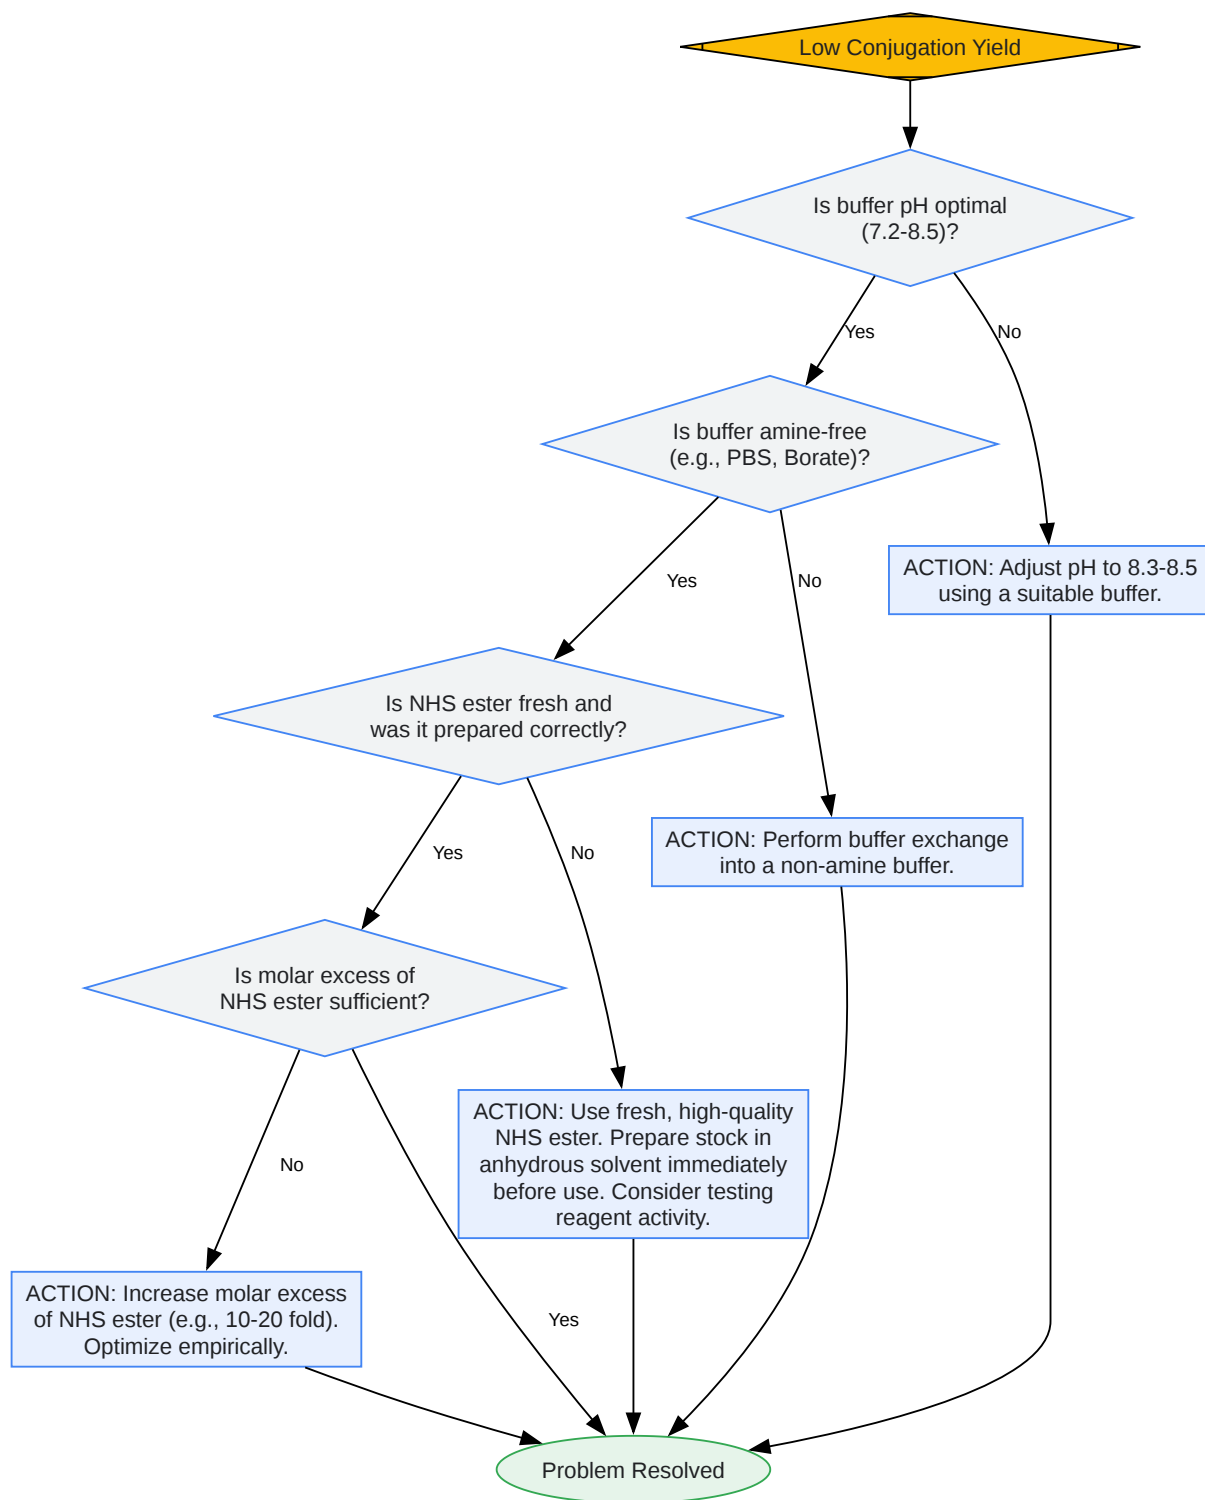 Low Conjugation Yield
Is buffer pH optimal
(7.2-8.5)?
Yes
No
Is buffer amine-free
(e.g., PBS, Borate)?
Yes
No
ACTION: Adjust pH to 8.3-8.5
using a suitable buffer.
Is NHS ester fresh and
was it prepared correctly?
Yes
No
ACTION: Perform buffer exchange
into a non-amine buffer.
Is molar excess of
NHS ester sufficient?
No
ACTION: Use fresh, high-quality
NHS ester. Prepare stock in
anhydrous solvent immediately
before use. Consider testing
reagent activity.
ACTION: Increase molar excess
of NHS ester (e.g., 10-20 fold).
Optimize empirically.
Yes
Problem Resolved